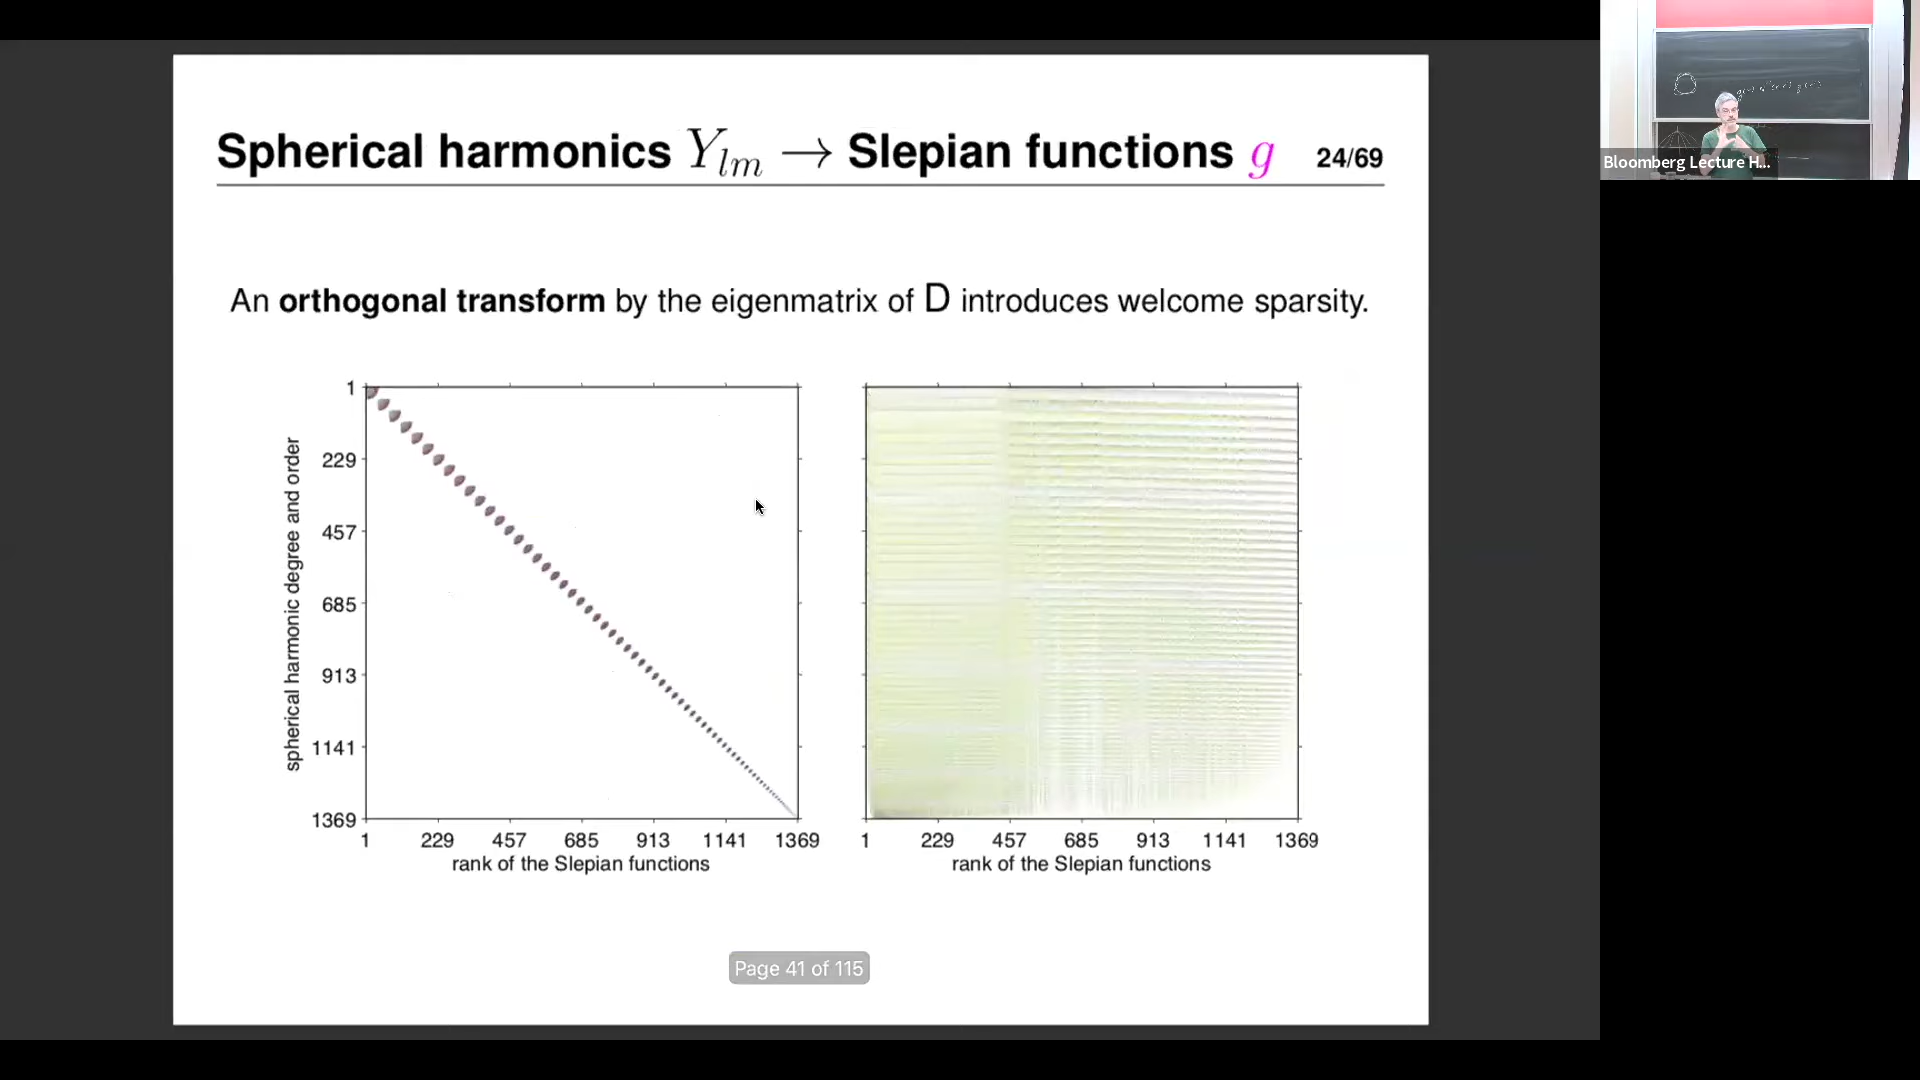 Spherical harmonics Ylm → Slepian functions g 24/69
An orthogonal transform by the eigenmatrix of D introduces welcome sparsity.
spherical harmonic degree and order
1
229
457
685
913
1141
1369
1 229 457 685 913 1141 1369
rank of the Slepian functions
1 229 457 685 913 1141 1369
rank of the Slepian functions
Page 41 of 115
Bloomberg Lecture H...